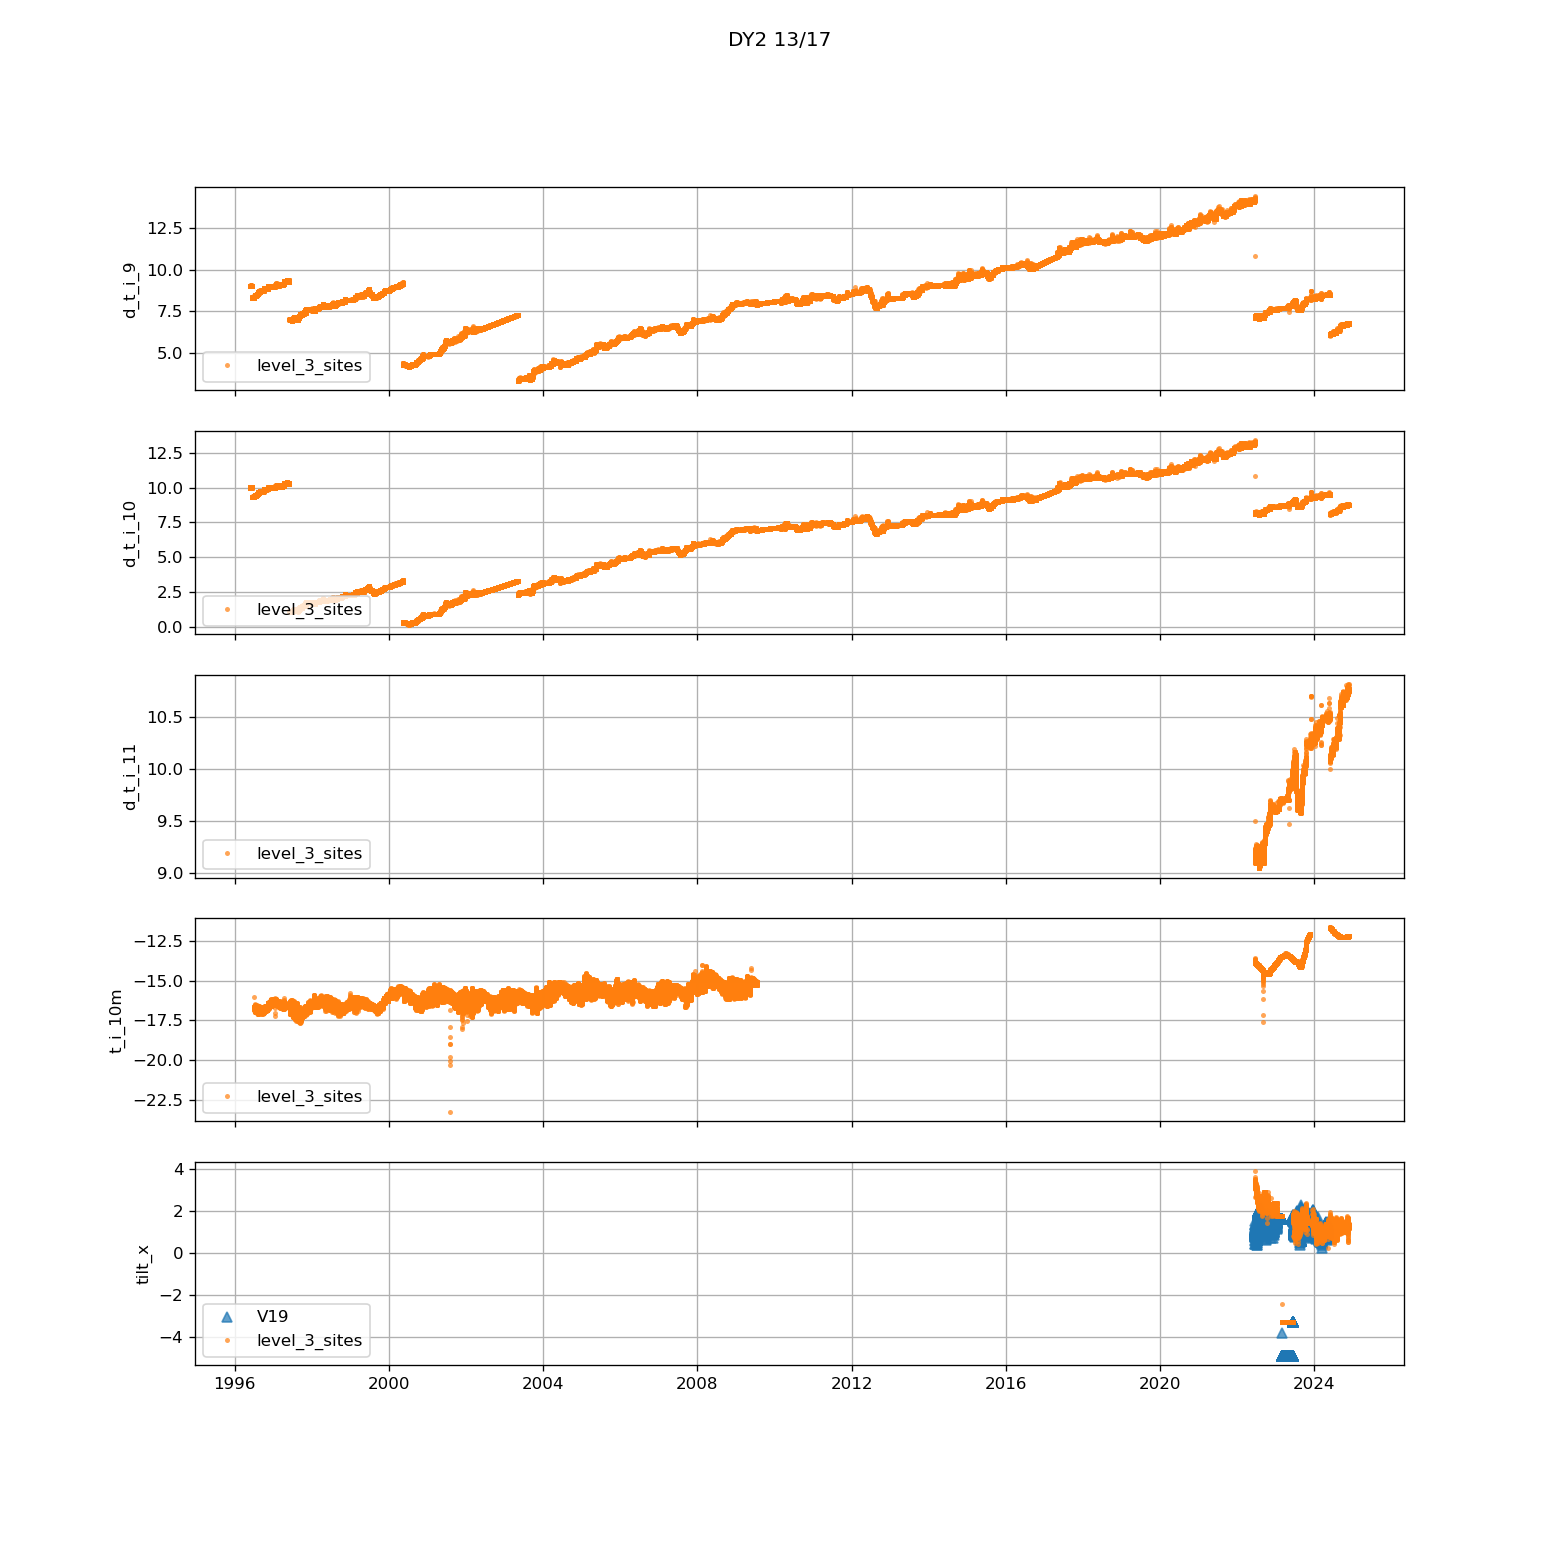 DY2 13/17
12.5
10.0
7.5
5.0
d_t_i_9
level_3_sites
12.5
10.0
7.5
5.0
2.5
0.0
d_t_i_10
level_3_sites
10.5
10.0
9.5
9.0
d_t_i_11
level_3_sites
−12.5
−15.0
−17.5
−20.0
−22.5
t_i_10m
level_3_sites
4
2
0
−2
−4
tilt_x
V19
level_3_sites
1996 2000 2004 2008 2012 2016 2020 2024